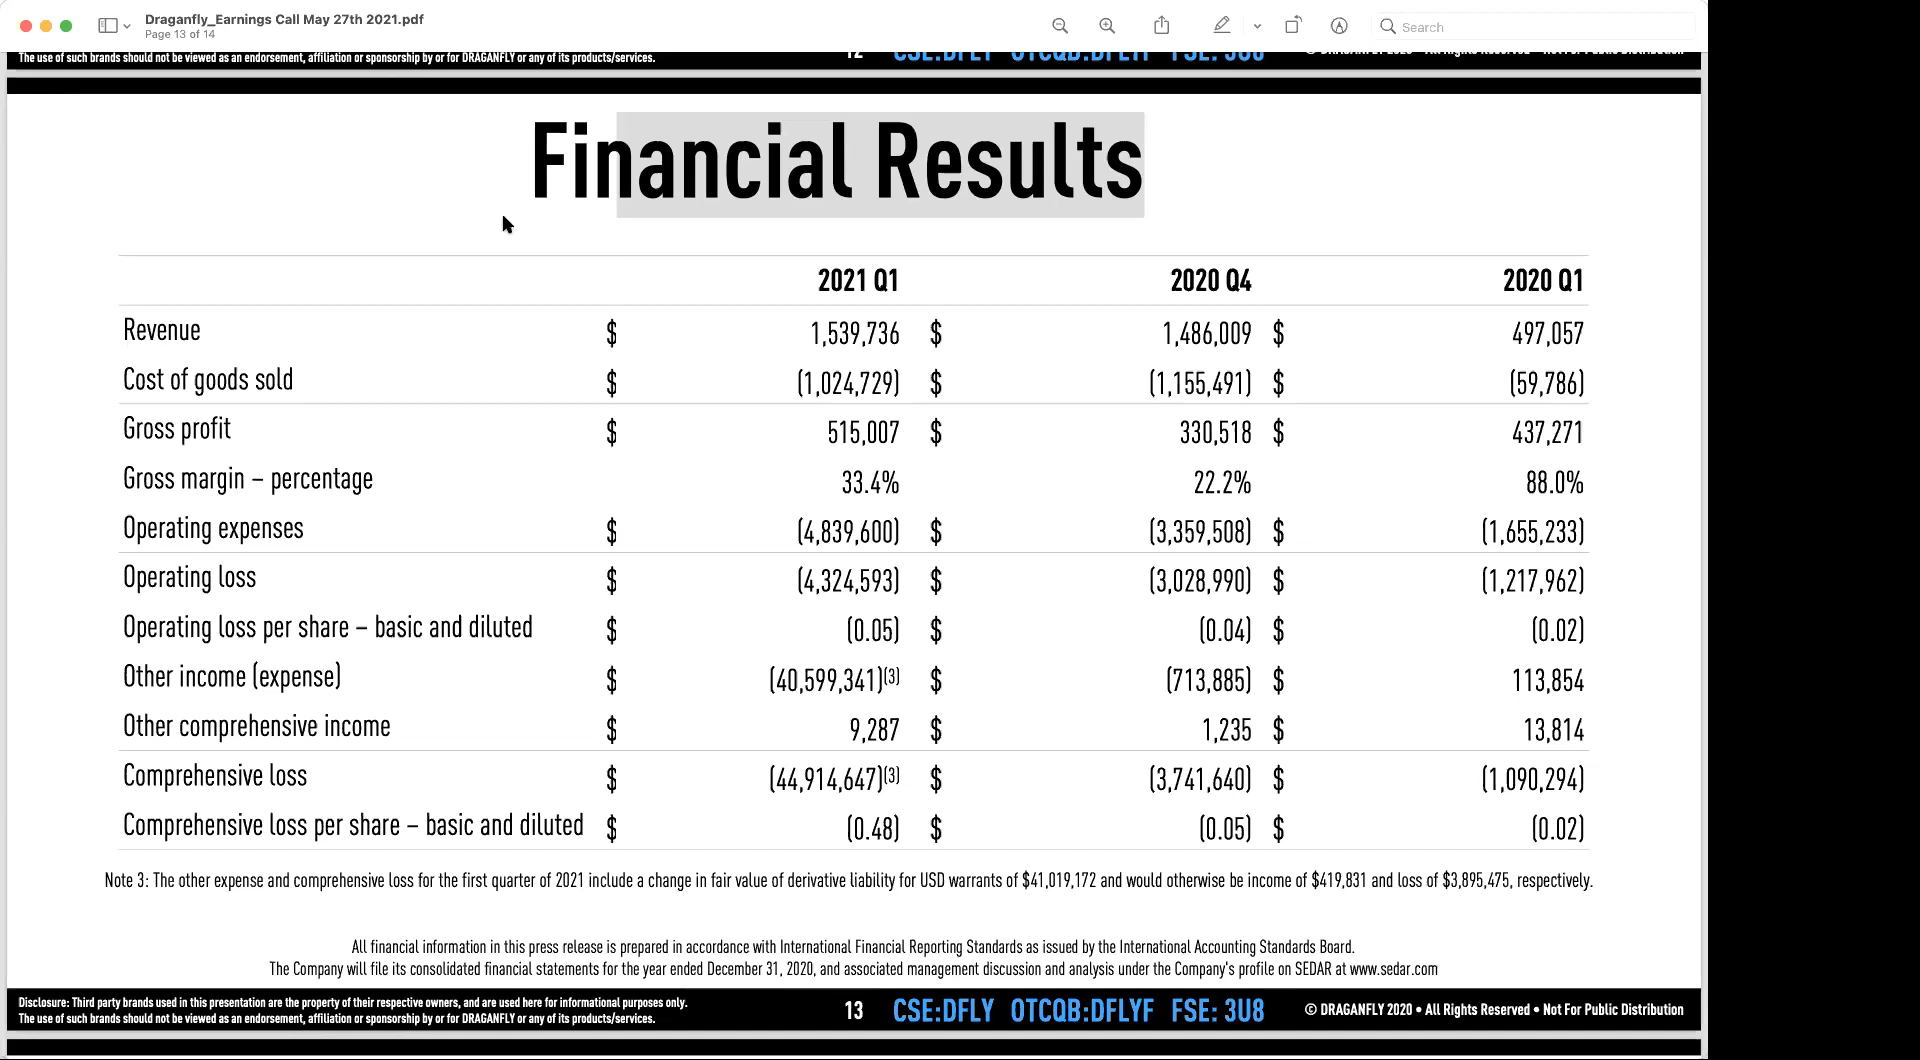 Draganfly_Earnings Call May 27th 2021.pdf
Page 13 of 14
Search
The use of such brands should not be viewed as an endorsement, affiliation or sponsorship by or for DRAGANFLY or any of its products/services.
12 CSE:DFLY OTCQB:DFLYF FSE: 3U8 © DRAGANFLY 2020 • All Rights Reserved • Not For Public Distribution
Financial Results
2021 Q1 2020 Q4 2020 Q1
Revenue $ 1,539,736 $ 1,486,009 $ 497,057
Cost of goods sold $ (1,024,729) $ (1,155,491) $ (59,786)
Gross profit $ 515,007 $ 330,518 $ 437,271
Gross margin – percentage 33.4% 22.2% 88.0%
Operating expenses $ (4,839,600) $ (3,359,508) $ (1,655,233)
Operating loss $ (4,324,593) $ (3,028,990) $ (1,217,962)
Operating loss per share – basic and diluted $ (0.05) $ (0.04) $ (0.02)
Other income (expense) $ (40,599,341)(3) $ (713,885) $ 113,854
Other comprehensive income $ 9,287 $ 1,235 $ 13,814
Comprehensive loss $ (44,914,647)(3) $ (3,741,640) $ (1,090,294)
Comprehensive loss per share – basic and diluted $ (0.48) $ (0.05) $ (0.02)
Note 3: The other expense and comprehensive loss for the first quarter of 2021 include a change in fair value of derivative liability for USD warrants of $41,019,172 and would otherwise be income of $419,831 and loss of $3,895,475, respectively.
All financial information in this press release is prepared in accordance with International Financial Reporting Standards as issued by the International Accounting Standards Board.
The Company will file its consolidated financial statements for the year ended December 31, 2020, and associated management discussion and analysis under the Company's profile on SEDAR at www.sedar.com
Disclosure: Third party brands used in this presentation are the property of their respective owners, and are used here for informational purposes only.
The use of such brands should not be viewed as an endorsement, affiliation or sponsorship by or for DRAGANFLY or any of its products/services.
13 CSE:DFLY OTCQB:DFLYF FSE: 3U8 © DRAGANFLY 2020 • All Rights Reserved • Not For Public Distribution